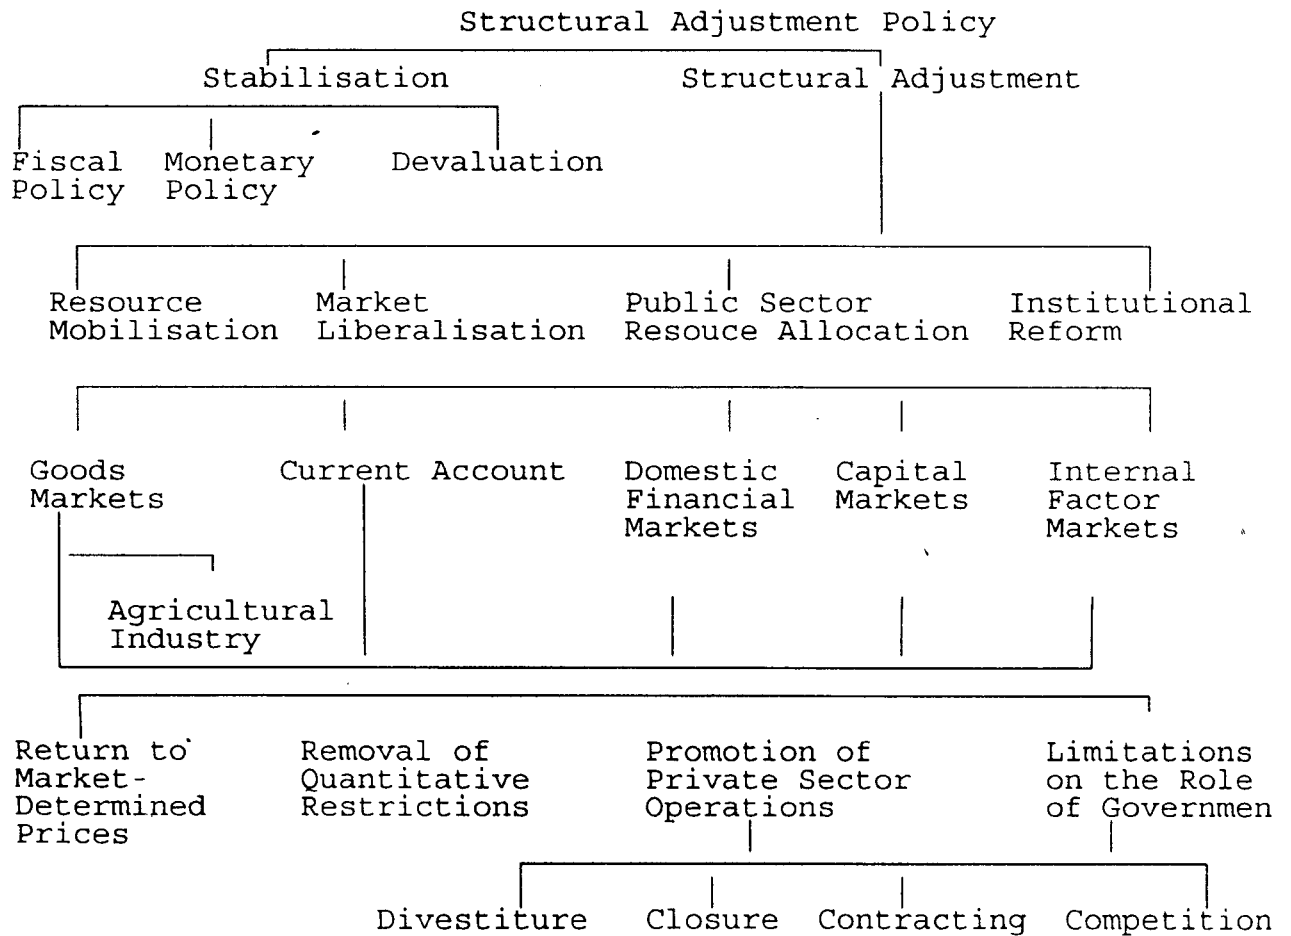 Structural Adjustment Policy
Stabilisation Structural Adjustment
Fiscal Monetary Devaluation
Policy Policy
Resource Market Public Sector Institutional
Mobilisation Liberalisation Resouce Allocation Reform
Goods Current Account Domestic Capital Internal
Markets Financial Markets Factor
Markets Markets
Agricultural
Industry
Return to Removal of Promotion of Limitations
Market- Quantitative Private Sector on the Role
Determined Restrictions Operations of Governmen
Prices
Divestiture Closure Contracting Competition